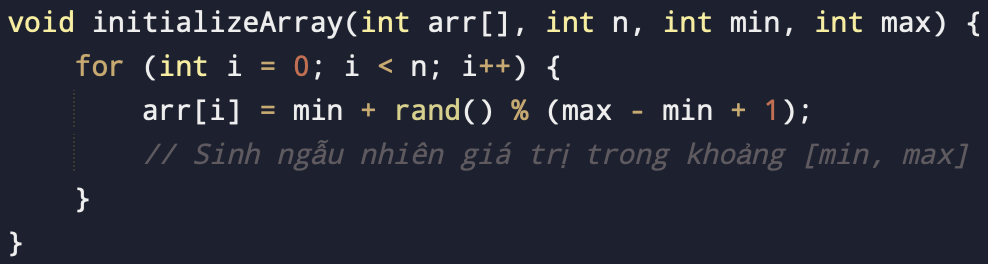 void initializeArray(int arr[], int n, int min, int max) {
    for (int i = 0; i < n; i++) {
        arr[i] = min + rand() % (max - min + 1);
        // Sinh ngẫu nhiên giá trị trong khoảng [min, max]
    }
}